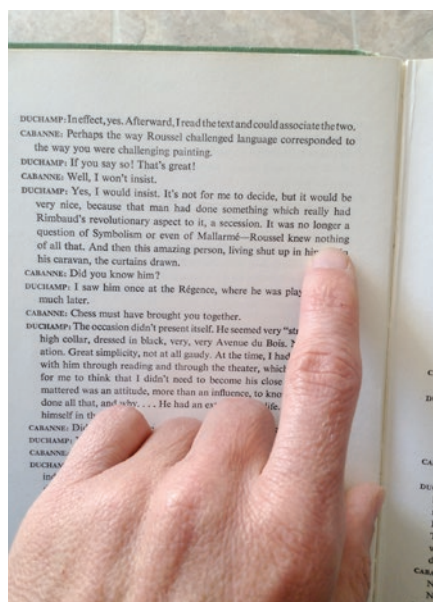 DUCHAMP: In effect, yes. Afterward, I read the text and could associate the two.
CABANNE: Perhaps the way Roussel challenged language corresponded to
the way you were challenging painting.
DUCHAMP: If you say so! That's great!
CABANNE: Well, I won't insist.
DUCHAMP: Yes, I would insist. It's not for me to decide, but it would be
very nice, because that man had done something which really had
Rimbaud's revolutionary aspect to it, a secession. It was no longer a
question of Symbolism or even of Mallarmé—Roussel knew nothing
of all that. And then this amazing person, living shut up in
his caravan, the curtains drawn.
CABANNE: Did you know him?
DUCHAMP: I saw him once at the Régence, where he was
much later.
CABANNE: Chess must have brought you together.
DUCHAMP: The occasion didn't present itself. He seemed very
high collar, dressed in black, very, very Avenue du Bois.
ation. Great simplicity, not at all gaudy. At the time, I had
with him through reading and through the theater,
for me to think that I didn't need to become his close
mattered was an attitude, more than an influence, to
done all that, and why. . . . He had an
himself in
CABANNE:
DUCHAMP:
CABANNE: